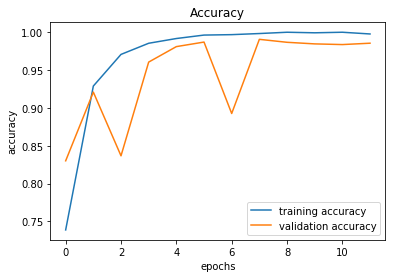 Accuracy
1.00
0.95
0.90
0.85
0.80
0.75
accuracy
training accuracy
validation accuracy
0 2 4 6 8 10
epochs